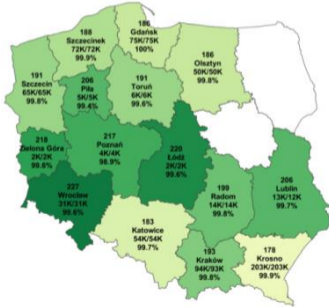 186
Gdańsk
75K/75K
100%
188
Szczecinek
72K/72K
99.9%
186
Olsztyn
50K/50K
99.8%
191
Szczecin
65K/65K
99.8%
206
Piła
5K/5K
99.4%
191
Toruń
6K/6K
99.6%
218
Zielona Góra
2K/2K
99.6%
217
Poznań
4K/4K
98.9%
220
Łódź
2K/2K
99.6%
227
Wrocław
31K/31K
99.6%
199
Radom
14K/14K
99.8%
206
Lublin
13K/12K
99.7%
183
Katowice
54K/54K
99.7%
193
Kraków
94K/93K
99.8%
178
Krosno
203K/203K
99.9%